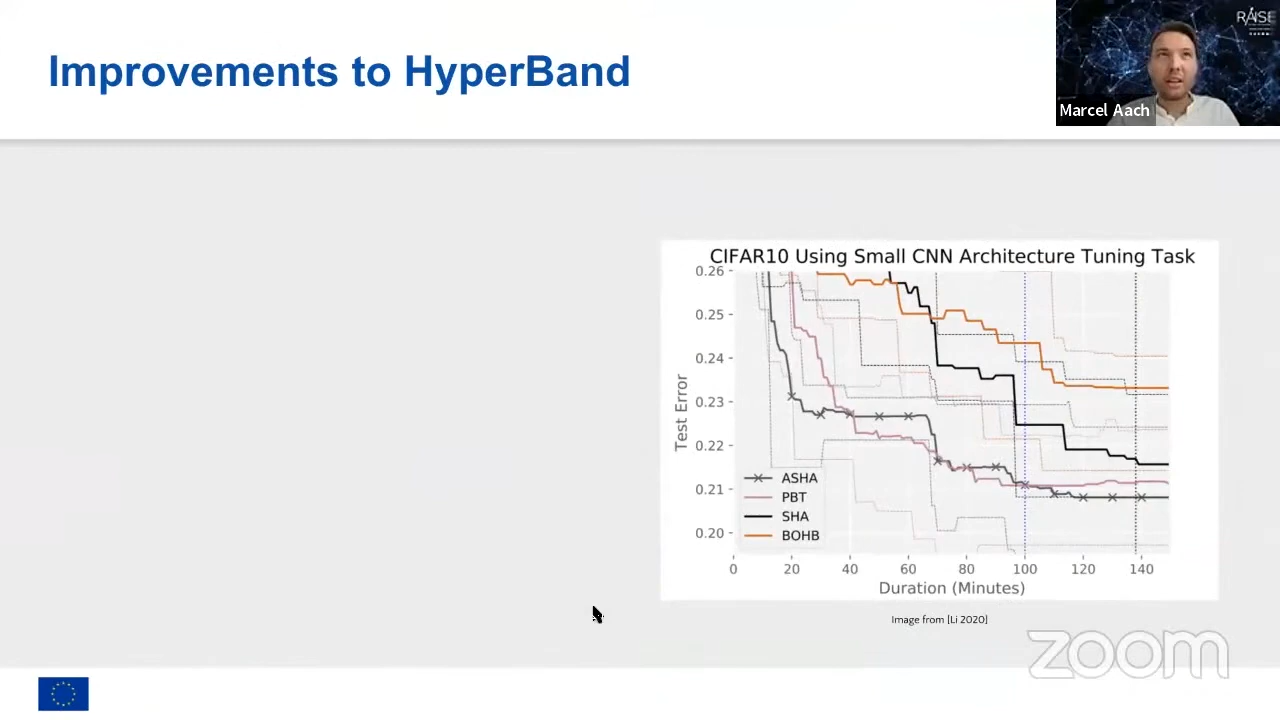 Improvements to HyperBand
RAISE
Marcel Aach
CIFAR10 Using Small CNN Architecture Tuning Task
0.26
0.25
0.24
0.23
0.22
0.21
0.20
Test Error
ASHA
PBT
SHA
BOHB
0 20 40 60 80 100 120 140
Duration (Minutes)
Image from [Li 2020]
zoom